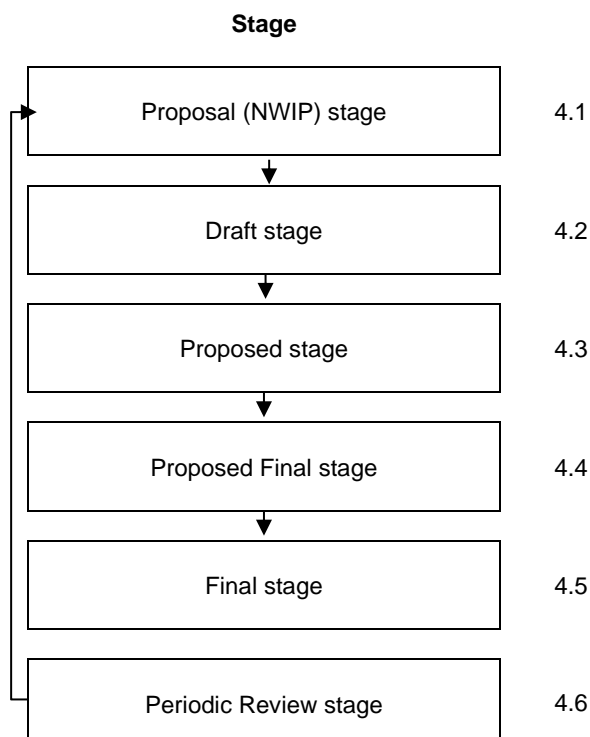 Stage
Proposal (NWIP) stage 4.1
Draft stage 4.2
Proposed stage 4.3
Proposed Final stage 4.4
Final stage 4.5
Periodic Review stage 4.6